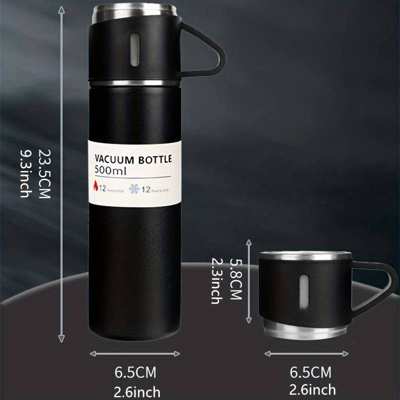 23.5CM
9.3inch
VACUUM BOTTLE
500ml
12
12
5.8CM
2.3inch
6.5CM
2.6inch
6.5CM
2.6inch